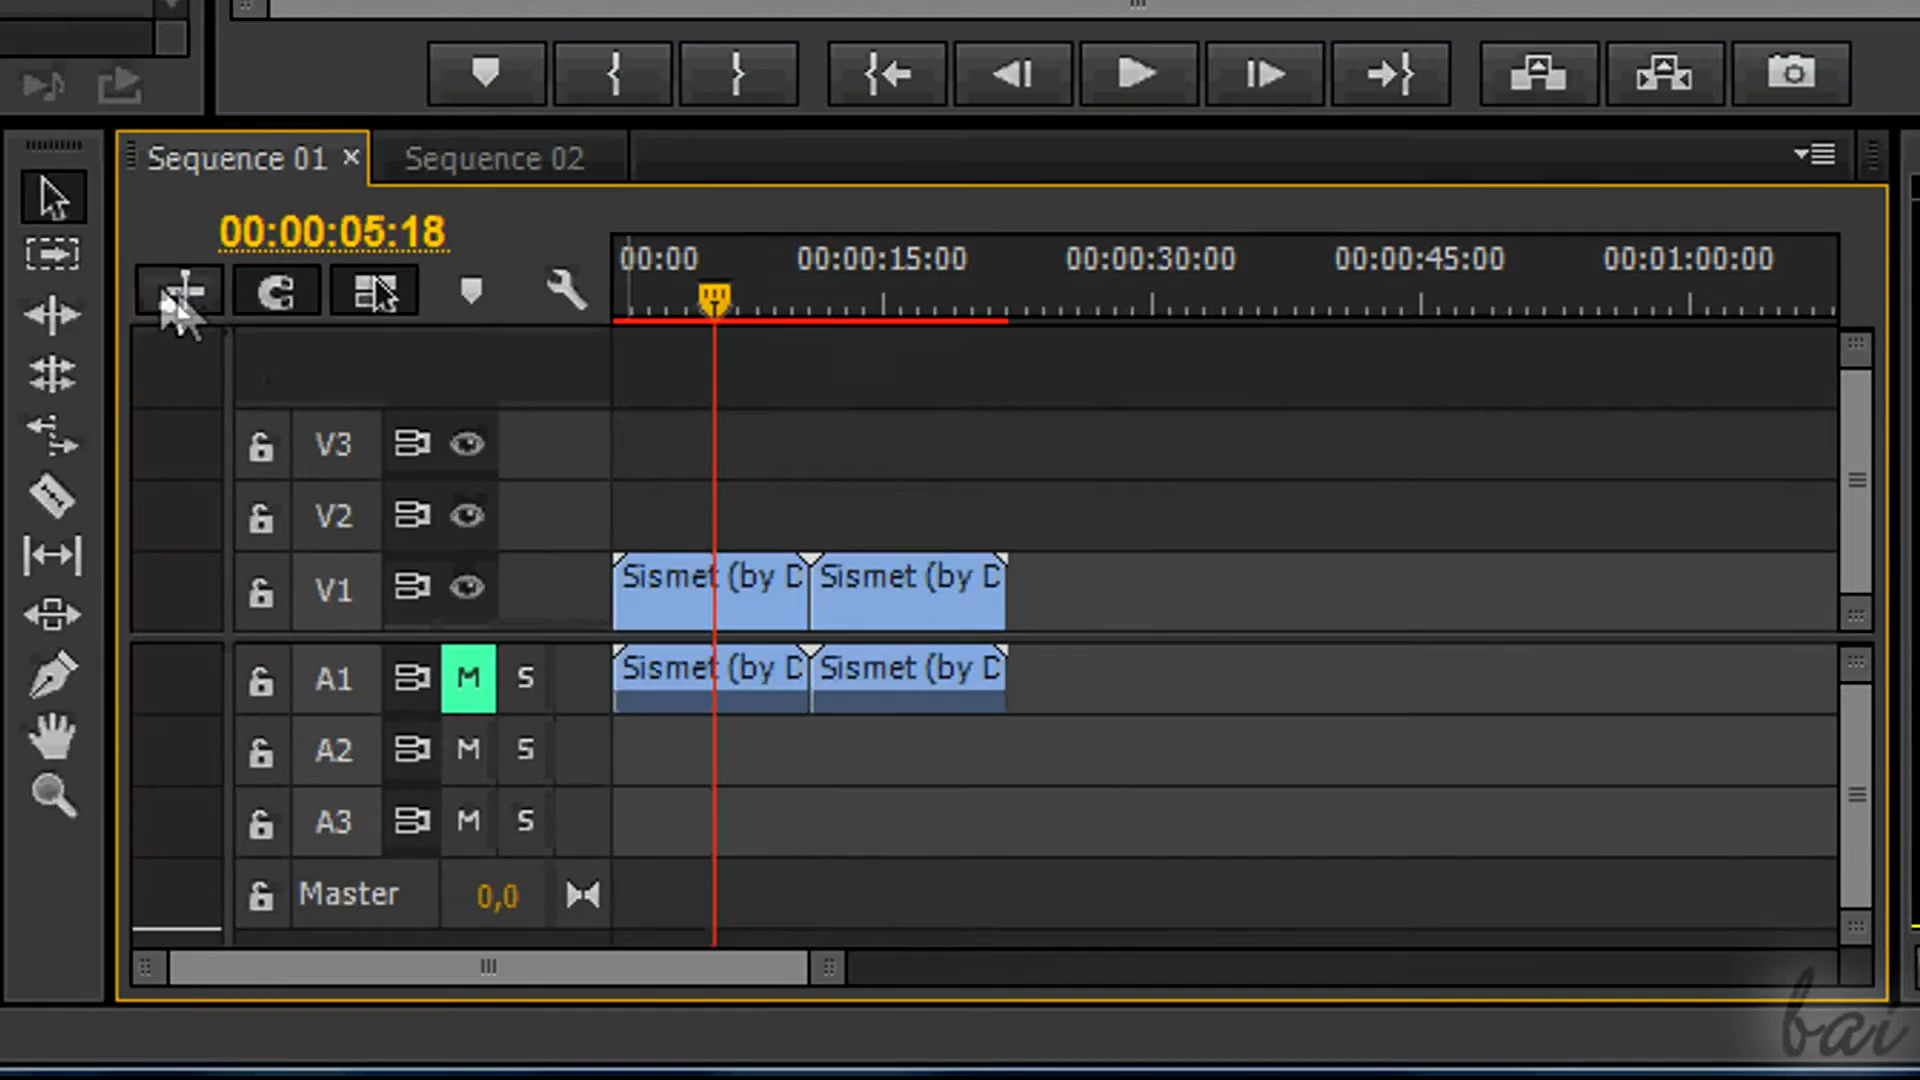 Sequence 01 × Sequence 02
00:00:05:18
00:00 00:00:15:00 00:00:30:00 00:00:45:00 00:01:00:00
V3
V2
V1 Sismet (by D Sismet (by D
A1 M S Sismet (by D Sismet (by D
A2 M S
A3 M S
Master 0,0
bai